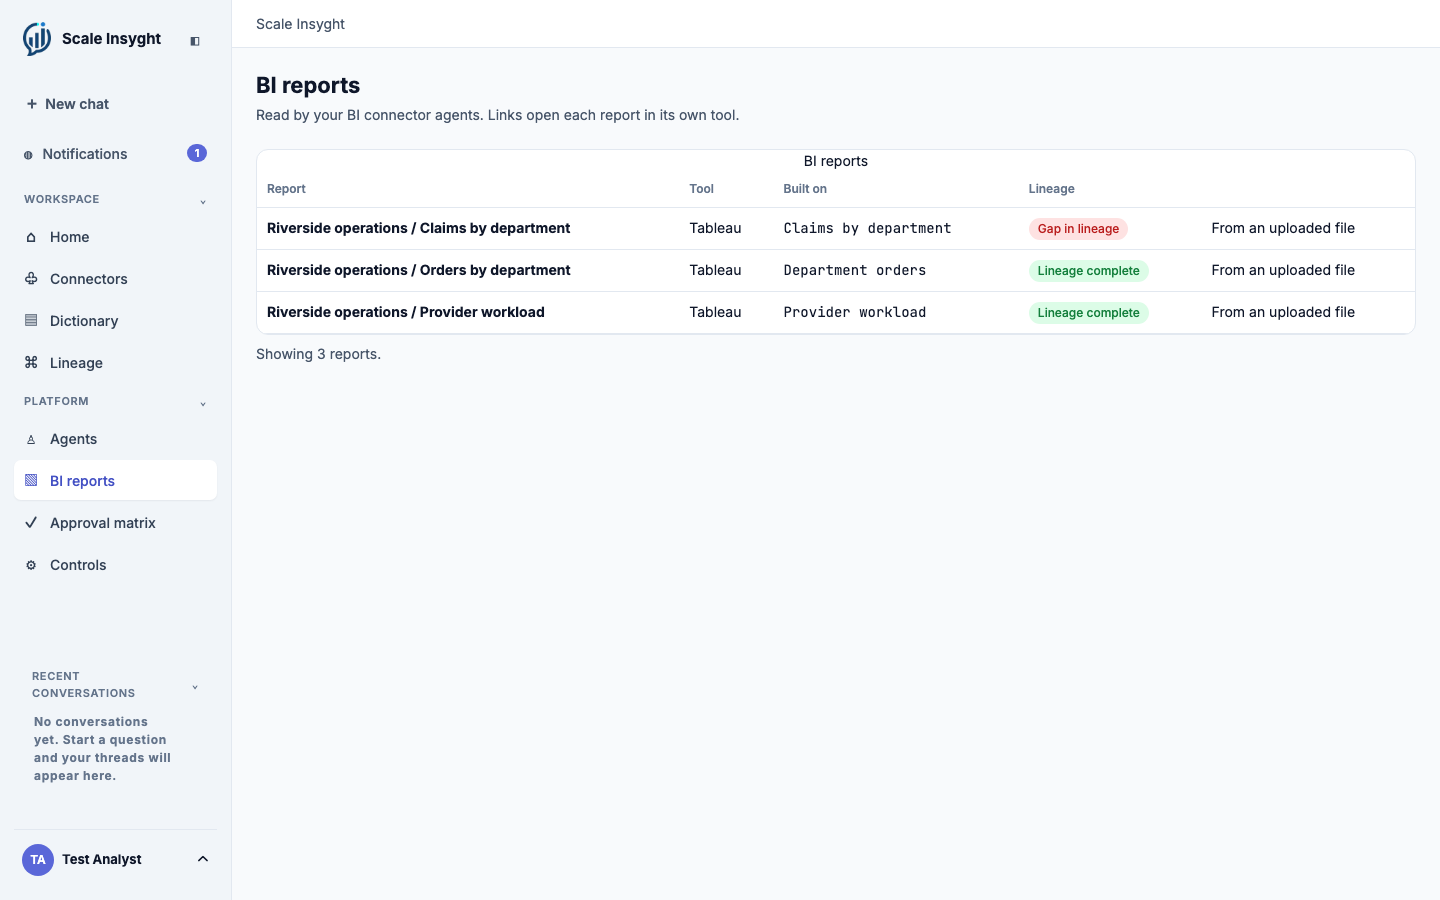 Scale Insyght
Scale Insyght
+ New chat
Notifications 1
WORKSPACE
Home
Connectors
Dictionary
Lineage
PLATFORM
Agents
BI reports
Approval matrix
Controls
RECENT
CONVERSATIONS
No conversations
yet. Start a question
and your threads will
appear here.
TA Test Analyst
BI reports
Read by your BI connector agents. Links open each report in its own tool.
BI reports
Report Tool Built on Lineage
Riverside operations / Claims by department Tableau Claims by department Gap in lineage From an uploaded file
Riverside operations / Orders by department Tableau Department orders Lineage complete From an uploaded file
Riverside operations / Provider workload Tableau Provider workload Lineage complete From an uploaded file
Showing 3 reports.